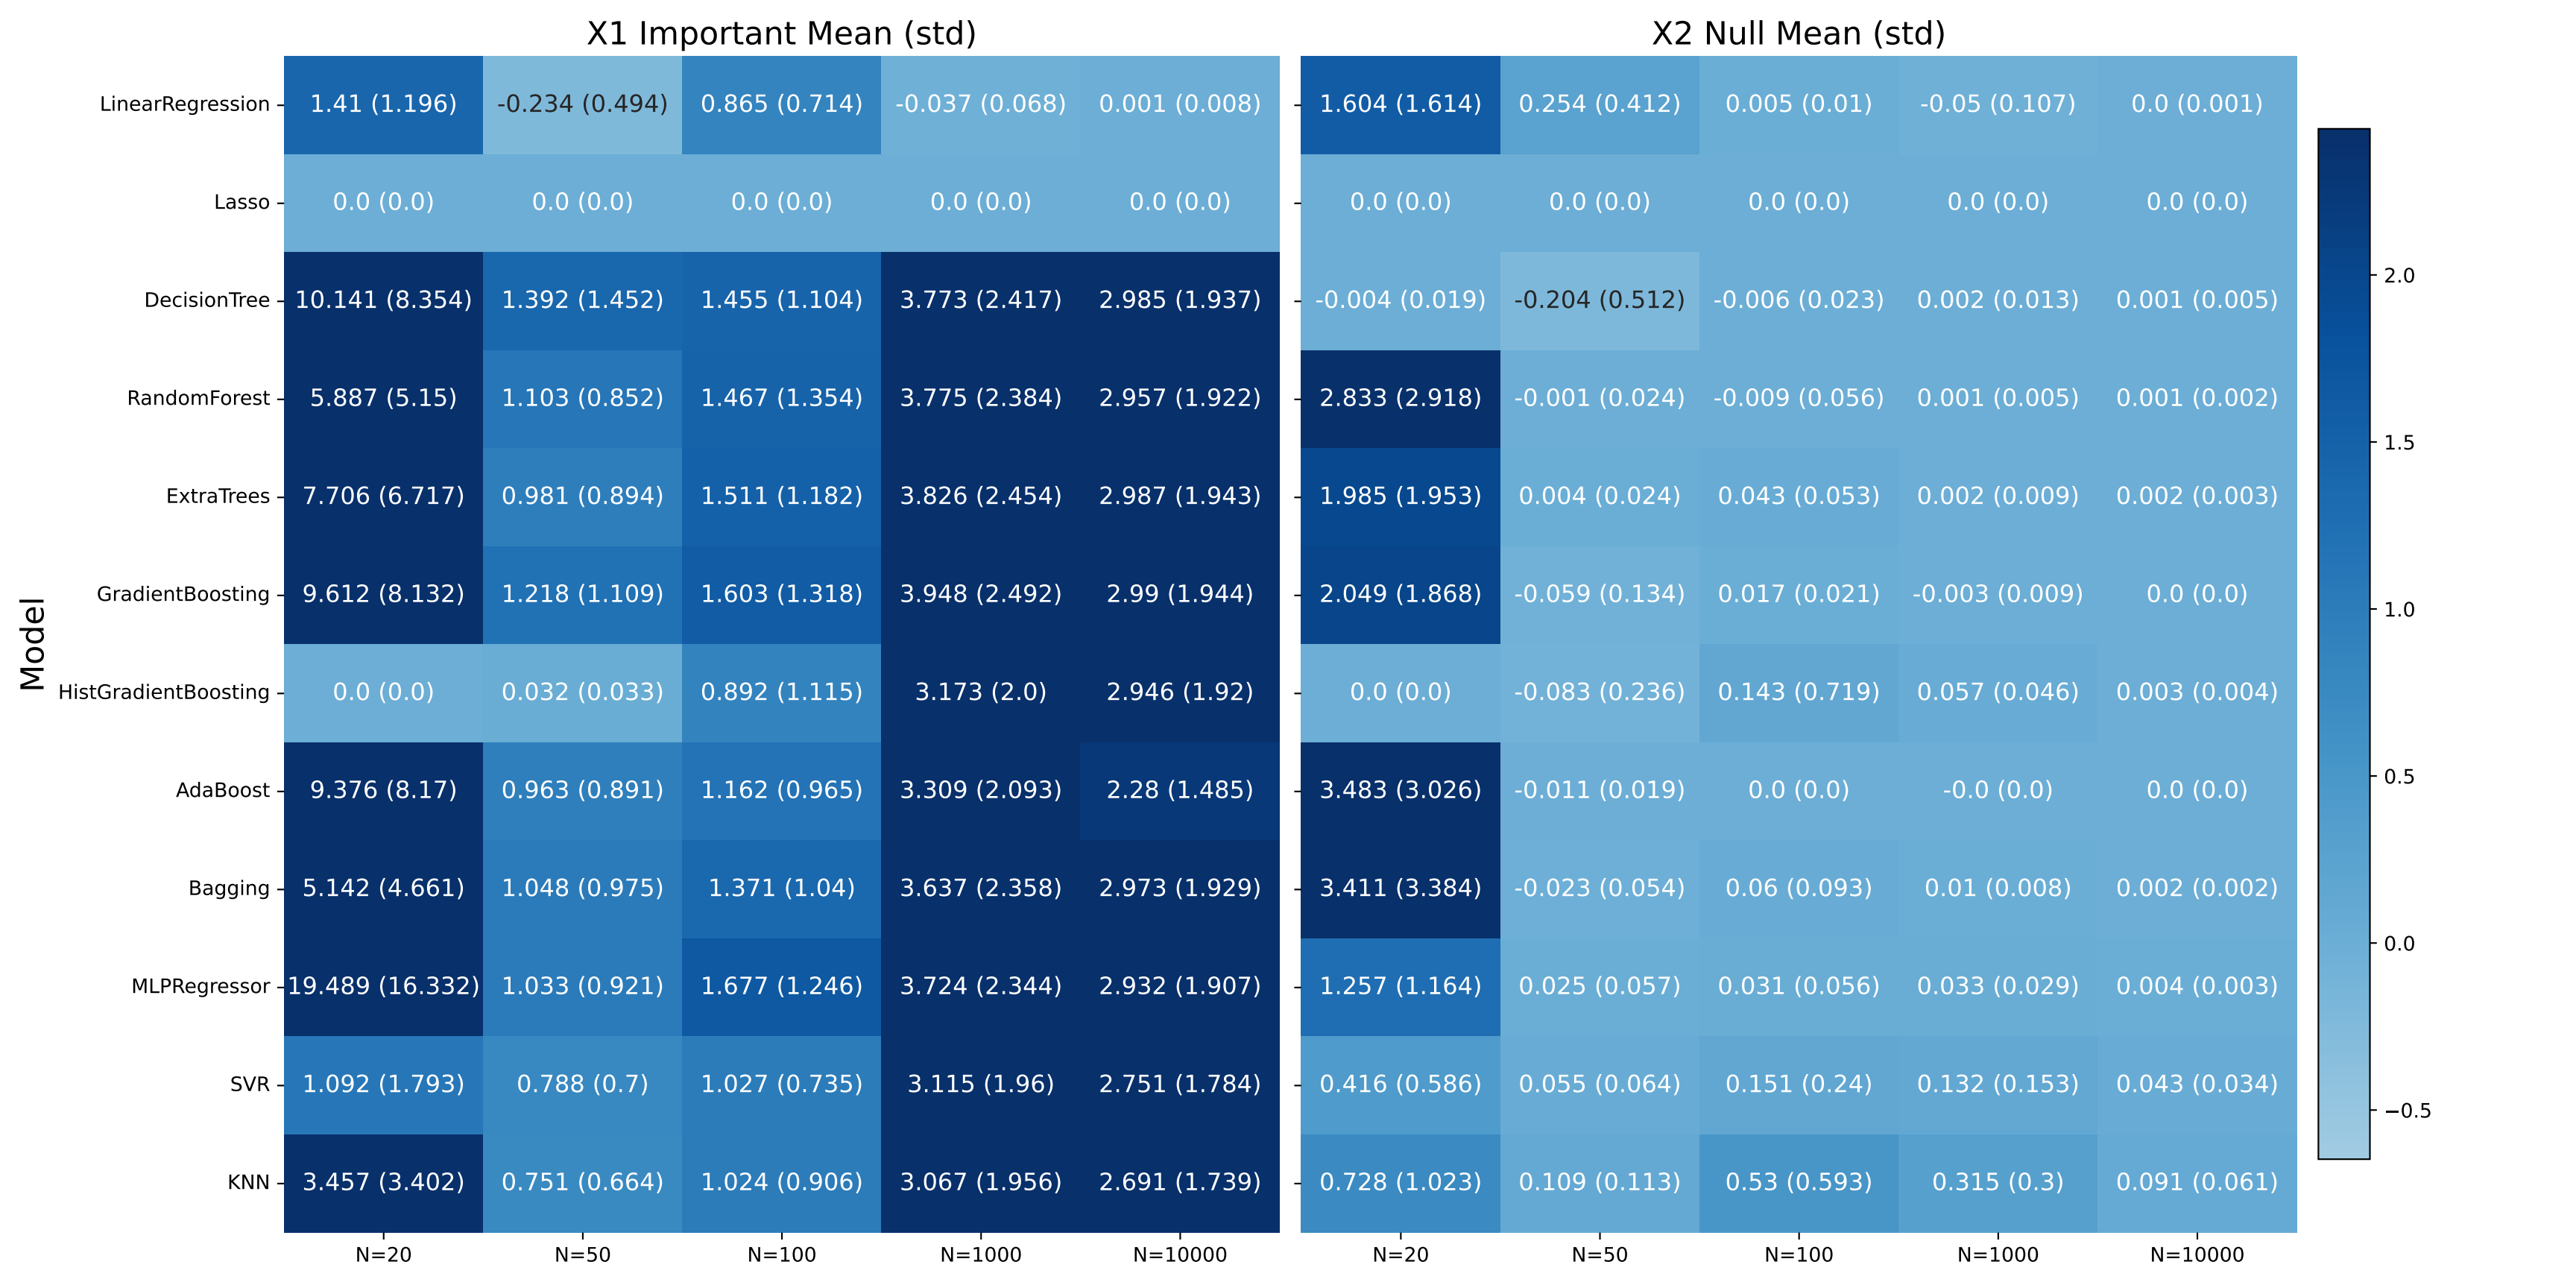 X1 Important Mean (std)
X2 Null Mean (std)
Model
LinearRegression 1.41 (1.196) -0.234 (0.494) 0.865 (0.714) -0.037 (0.068) 0.001 (0.008) 1.604 (1.614) 0.254 (0.412) 0.005 (0.01) -0.05 (0.107) 0.0 (0.001)
Lasso 0.0 (0.0) 0.0 (0.0) 0.0 (0.0) 0.0 (0.0) 0.0 (0.0) 0.0 (0.0) 0.0 (0.0) 0.0 (0.0) 0.0 (0.0) 0.0 (0.0)
DecisionTree 10.141 (8.354) 1.392 (1.452) 1.455 (1.104) 3.773 (2.417) 2.985 (1.937) -0.004 (0.019) -0.204 (0.512) -0.006 (0.023) 0.002 (0.013) 0.001 (0.005)
RandomForest 5.887 (5.15) 1.103 (0.852) 1.467 (1.354) 3.775 (2.384) 2.957 (1.922) 2.833 (2.918) -0.001 (0.024) -0.009 (0.056) 0.001 (0.005) 0.001 (0.002)
ExtraTrees 7.706 (6.717) 0.981 (0.894) 1.511 (1.182) 3.826 (2.454) 2.987 (1.943) 1.985 (1.953) 0.004 (0.024) 0.043 (0.053) 0.002 (0.009) 0.002 (0.003)
GradientBoosting 9.612 (8.132) 1.218 (1.109) 1.603 (1.318) 3.948 (2.492) 2.99 (1.944) 2.049 (1.868) -0.059 (0.134) 0.017 (0.021) -0.003 (0.009) 0.0 (0.0)
HistGradientBoosting 0.0 (0.0) 0.032 (0.033) 0.892 (1.115) 3.173 (2.0) 2.946 (1.92) 0.0 (0.0) -0.083 (0.236) 0.143 (0.719) 0.057 (0.046) 0.003 (0.004)
AdaBoost 9.376 (8.17) 0.963 (0.891) 1.162 (0.965) 3.309 (2.093) 2.28 (1.485) 3.483 (3.026) -0.011 (0.019) 0.0 (0.0) -0.0 (0.0) 0.0 (0.0)
Bagging 5.142 (4.661) 1.048 (0.975) 1.371 (1.04) 3.637 (2.358) 2.973 (1.929) 3.411 (3.384) -0.023 (0.054) 0.06 (0.093) 0.01 (0.008) 0.002 (0.002)
MLPRegressor 19.489 (16.332) 1.033 (0.921) 1.677 (1.246) 3.724 (2.344) 2.932 (1.907) 1.257 (1.164) 0.025 (0.057) 0.031 (0.056) 0.033 (0.029) 0.004 (0.003)
SVR 1.092 (1.793) 0.788 (0.7) 1.027 (0.735) 3.115 (1.96) 2.751 (1.784) 0.416 (0.586) 0.055 (0.064) 0.151 (0.24) 0.132 (0.153) 0.043 (0.034)
KNN 3.457 (3.402) 0.751 (0.664) 1.024 (0.906) 3.067 (1.956) 2.691 (1.739) 0.728 (1.023) 0.109 (0.113) 0.53 (0.593) 0.315 (0.3) 0.091 (0.061)
N=20 N=50 N=100 N=1000 N=10000 N=20 N=50 N=100 N=1000 N=10000
2.0
1.5
1.0
0.5
0.0
−0.5